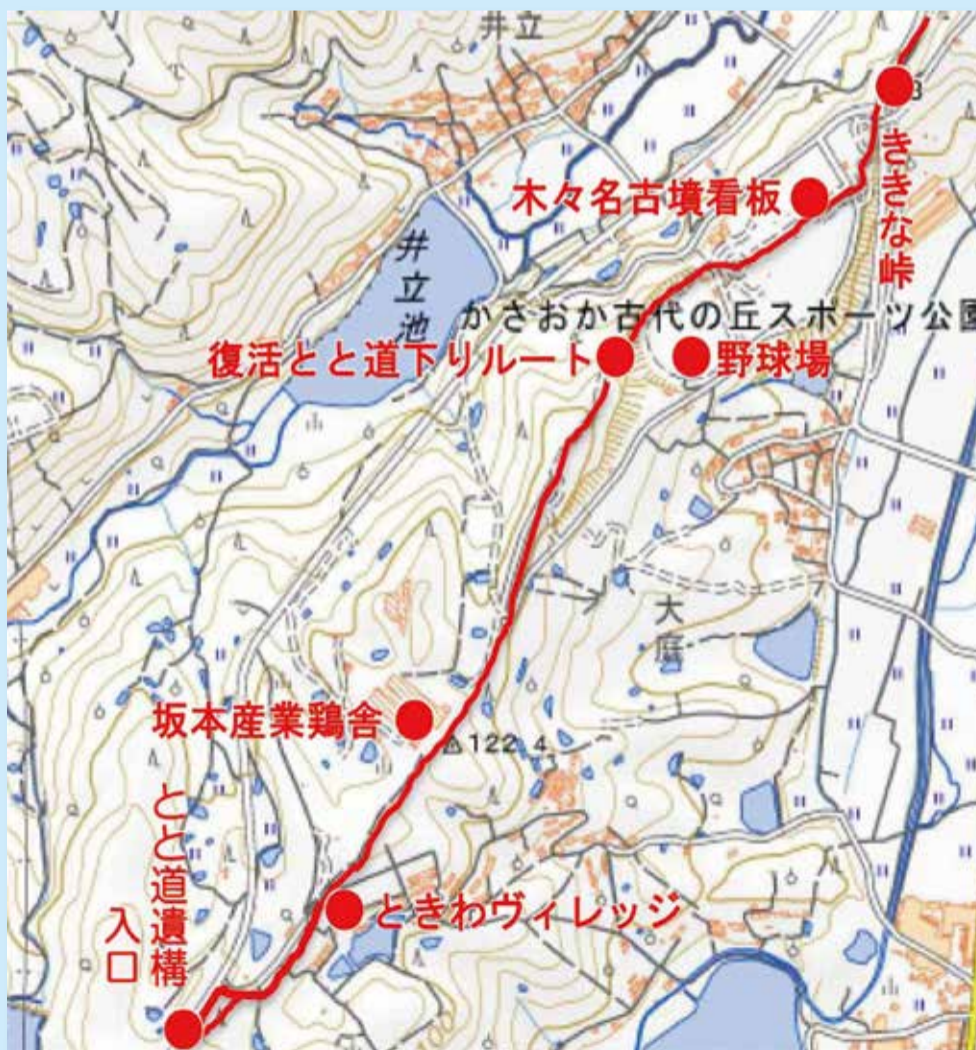 井立
ききな峠
木々名古墳看板
井立池
かさおか古代の丘スポーツ公園
復活とと道下りルート
野球場
大庭
坂本産業鶏舎
122.4
とと道遺構
入口
ときわヴィレッジ